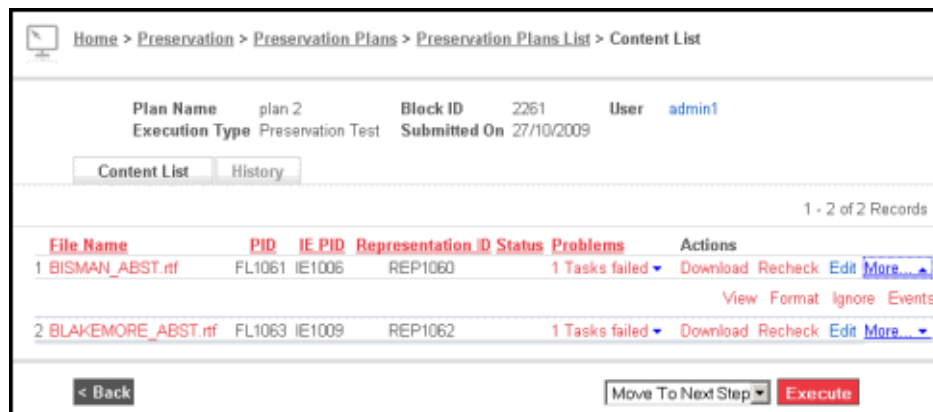 Home > Preservation > Preservation Plans > Preservation Plans List > Content List
Plan Name plan 2 Block ID 2261 User admin1
Execution Type Preservation Test Submitted On 27/10/2009
Content List History
1 - 2 of 2 Records
File Name PID IE PID Representation ID Status Problems Actions
1 BISMAN_ABST.rtf FL1061 IE1006 REP1060 1 Tasks failed Download Recheck Edit More...
View Format Ignore Events
2 BLAKEMORE_ABST.rtf FL1063 IE1009 REP1062 1 Tasks failed Download Recheck Edit More...
< Back Move To Next Step Execute